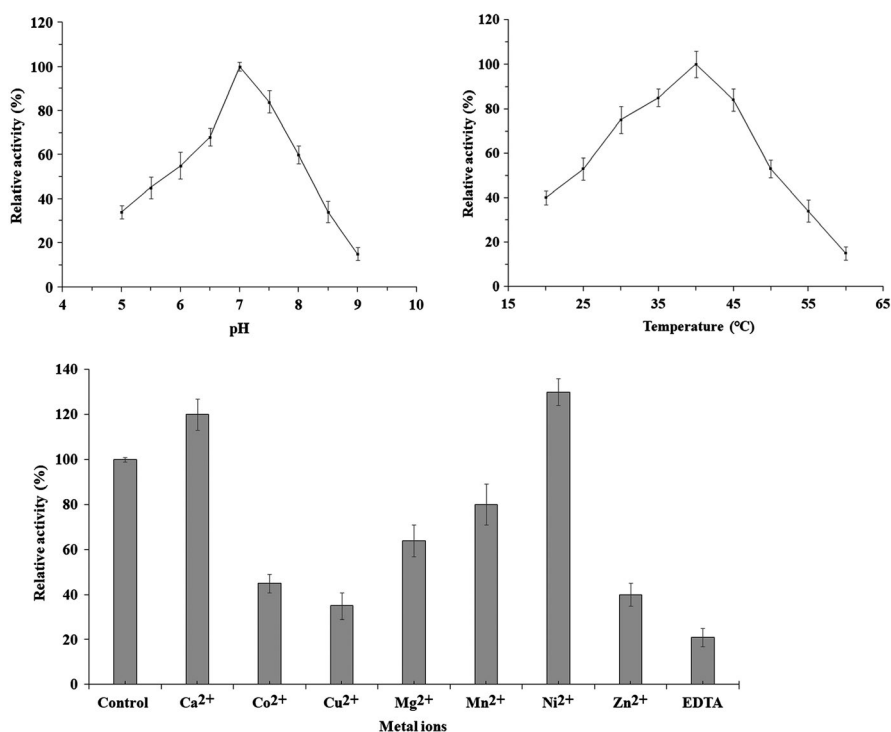 Relative activity (%)
120
100
80
60
40
20
0
4 5 6 7 8 9 10
pH
Relative activity (%)
120
100
80
60
40
20
0
15 25 35 45 55 65
Temperature (°C)
Relative activity (%)
140
120
100
80
60
40
20
0
Control Ca2+ Co2+ Cu2+ Mg2+ Mn2+ Ni2+ Zn2+ EDTA
Metal ions